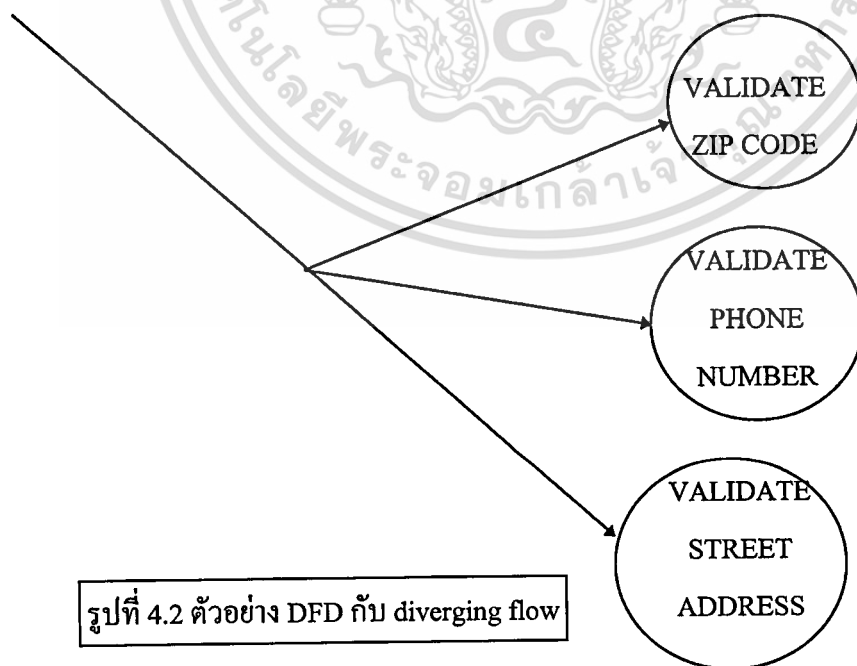 VALIDATE
ZIP CODE
VALIDATE
PHONE
NUMBER
VALIDATE
STREET
ADDRESS
รูปที่ 4.2 ตัวอย่าง DFD กับ diverging flow